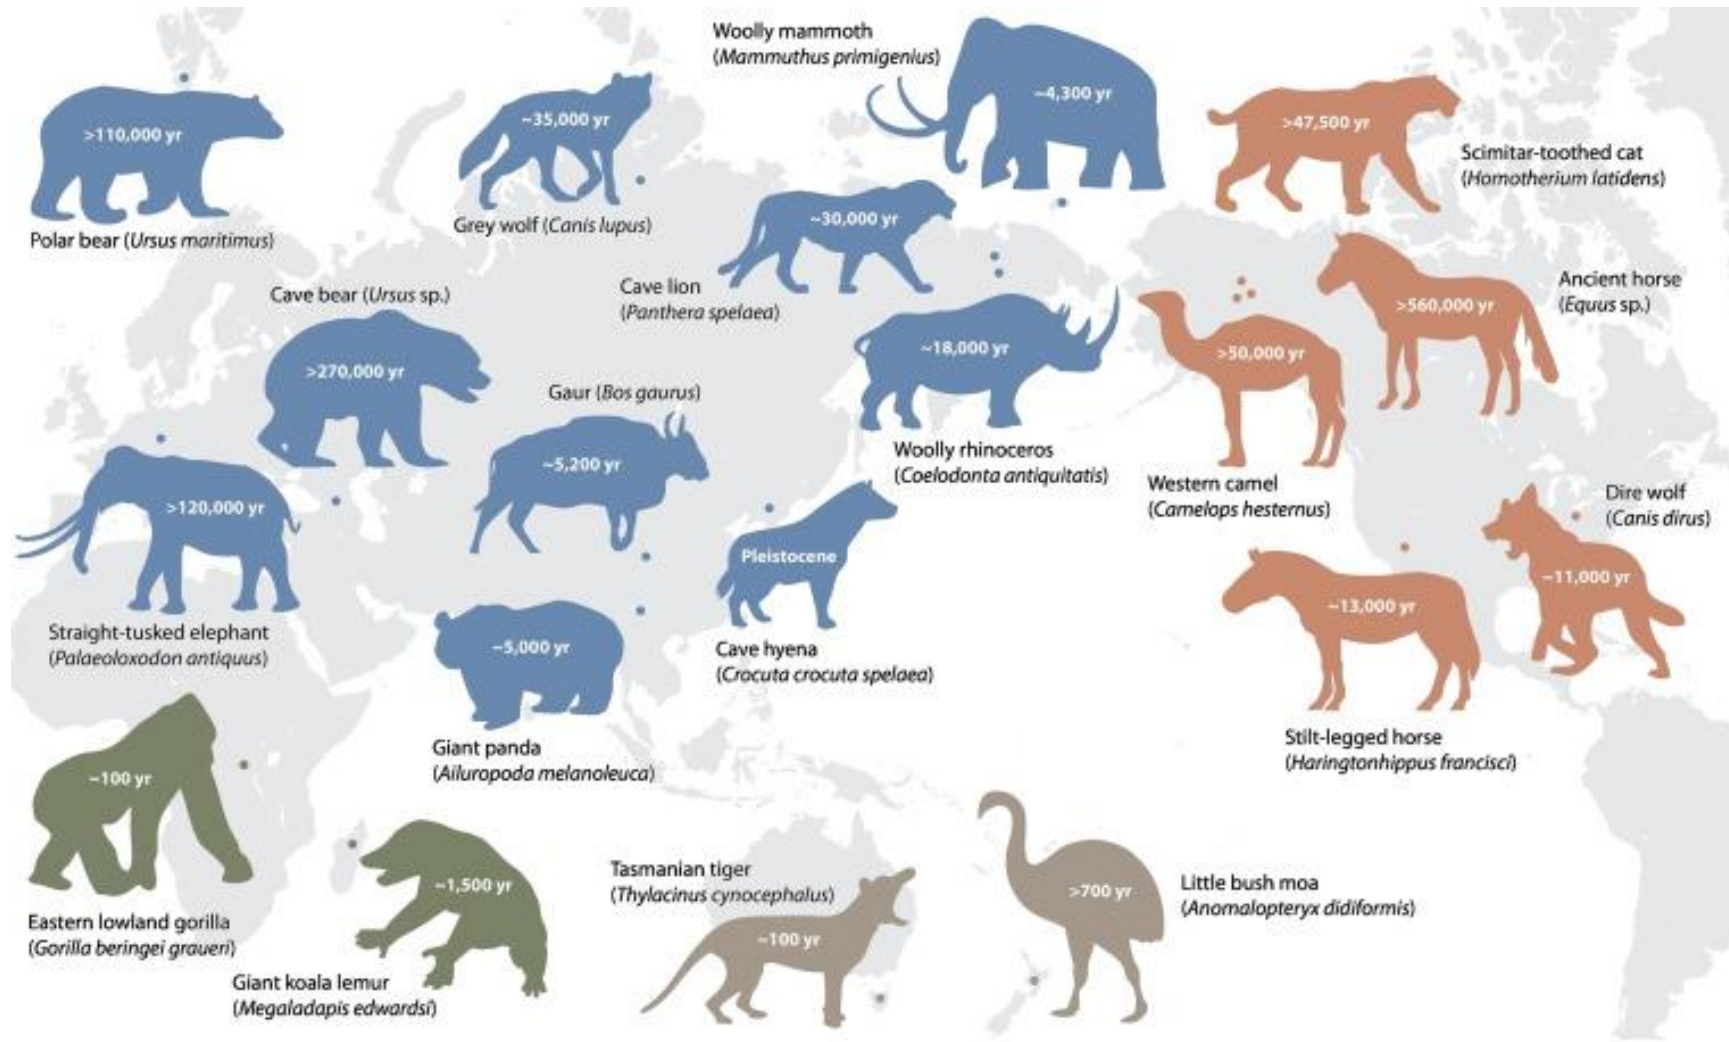 Woolly mammoth
(Mammuthus primigenius)
~4,300 yr
>110,000 yr
Polar bear (Ursus maritimus)
~35,000 yr
Grey wolf (Canis lupus)
>47,500 yr
Scimitar-toothed cat
(Homotherium latidens)
~30,000 yr
Cave lion
(Panthera spelaea)
Cave bear (Ursus sp.)
>270,000 yr
Ancient horse
(Equus sp.)
>560,000 yr
~18,000 yr
Woolly rhinoceros
(Coelodonta antiquitatis)
>50,000 yr
Western camel
(Camelops hesternus)
Gaur (Bos gaurus)
~5,200 yr
>120,000 yr
Straight-tusked elephant
(Palaeoloxodon antiquus)
Pleistocene
Cave hyena
(Crocuta crocuta spelaea)
Dire wolf
(Canis dirus)
~11,000 yr
~13,000 yr
Stilt-legged horse
(Haringtonhippus francisci)
~5,000 yr
Giant panda
(Ailuropoda melanoleuca)
~100 yr
Eastern lowland gorilla
(Gorilla beringei graueri)
~1,500 yr
Giant koala lemur
(Megaladapis edwardsi)
Tasmanian tiger
(Thylacinus cynocephalus)
~100 yr
>700 yr
Little bush moa
(Anomalopteryx didiformis)